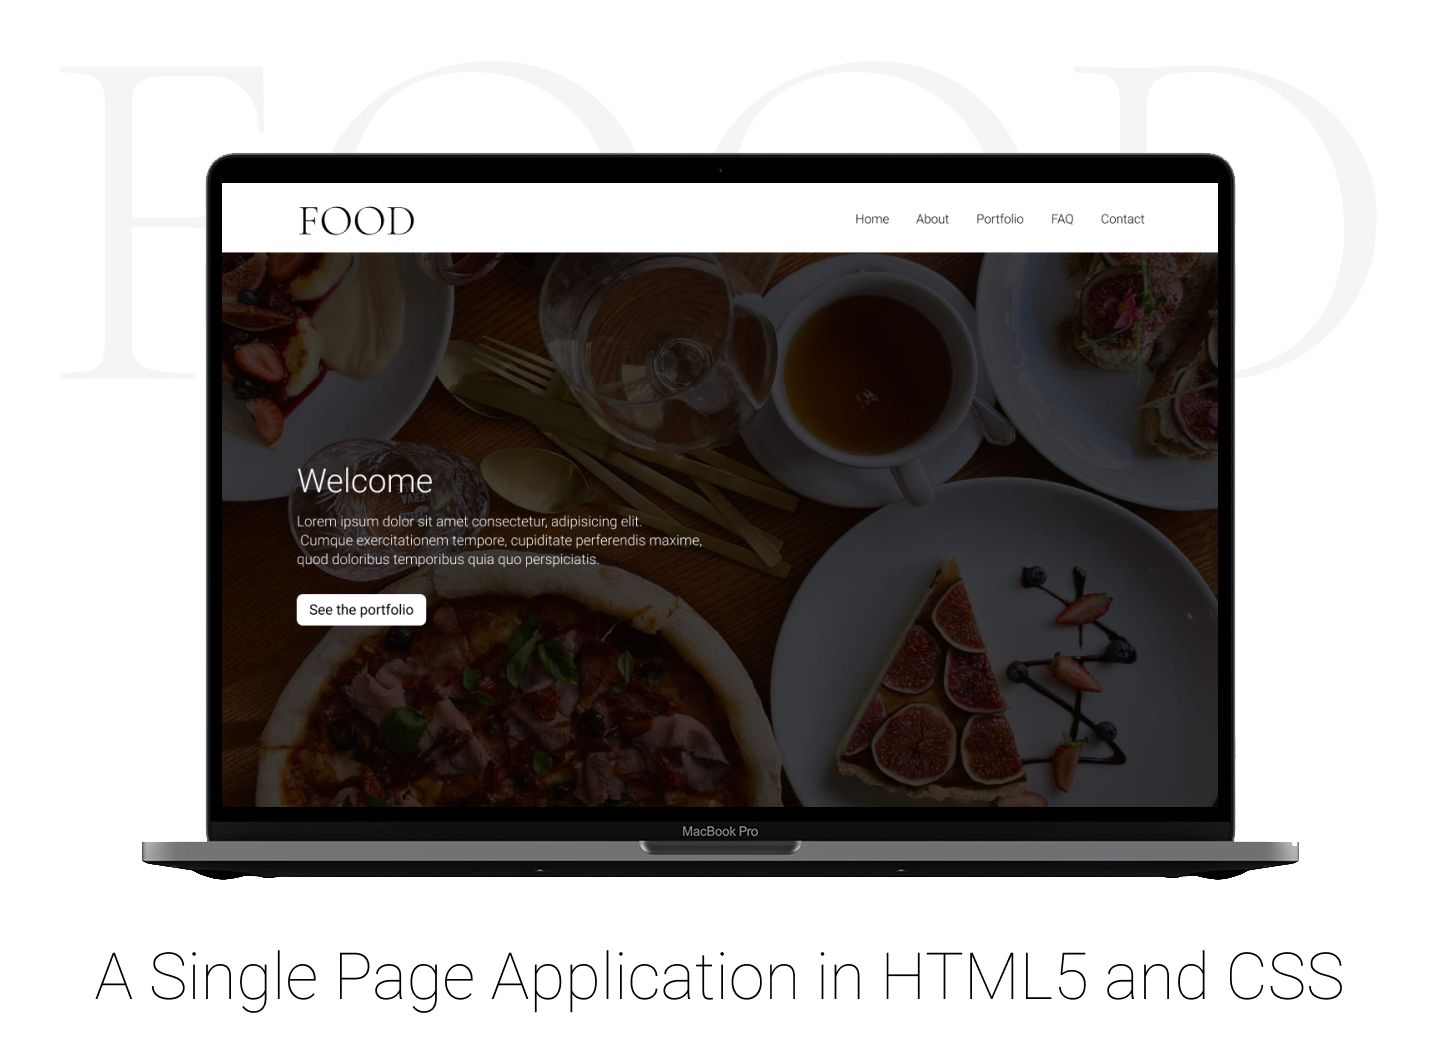 FOOD
FOOD
Home About Portfolio FAQ Contact
Welcome
Lorem ipsum dolor sit amet consectetur, adipisicing elit.
Cumque exercitationem tempore, cupiditate perferendis maxime,
quod doloribus temporibus quia quo perspiciatis.
See the portfolio
MacBook Pro
A Single Page Application in HTML5 and CSS